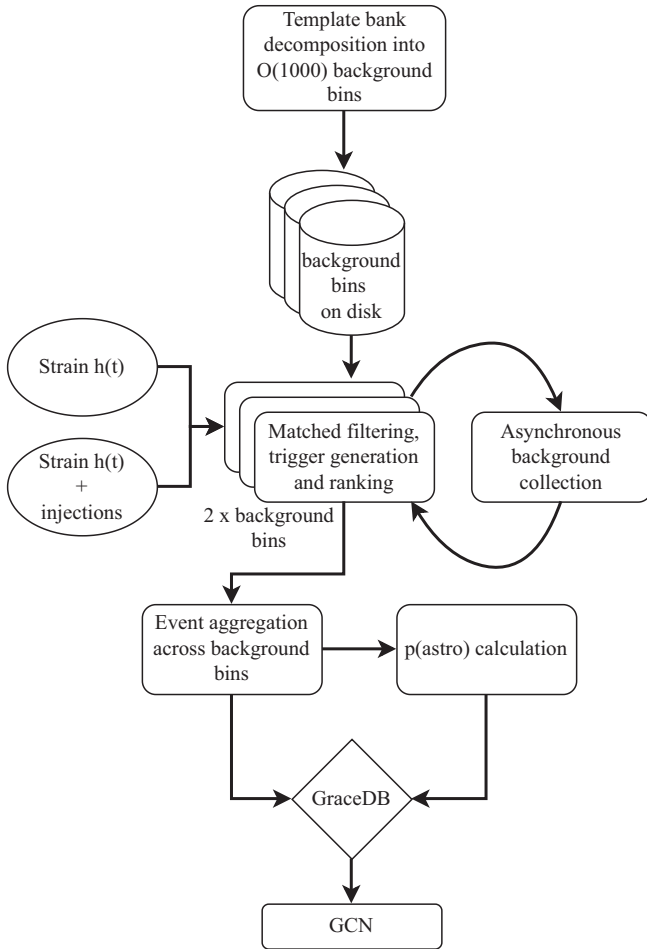 Template bank
decomposition into
O(1000) background
bins
background
bins
on disk
Strain h(t)
Strain h(t)
+
injections
Matched filtering,
trigger generation
and ranking
Asynchronous
background
collection
2 x background
bins
Event aggregation
across background
bins
p(astro) calculation
GraceDB
GCN